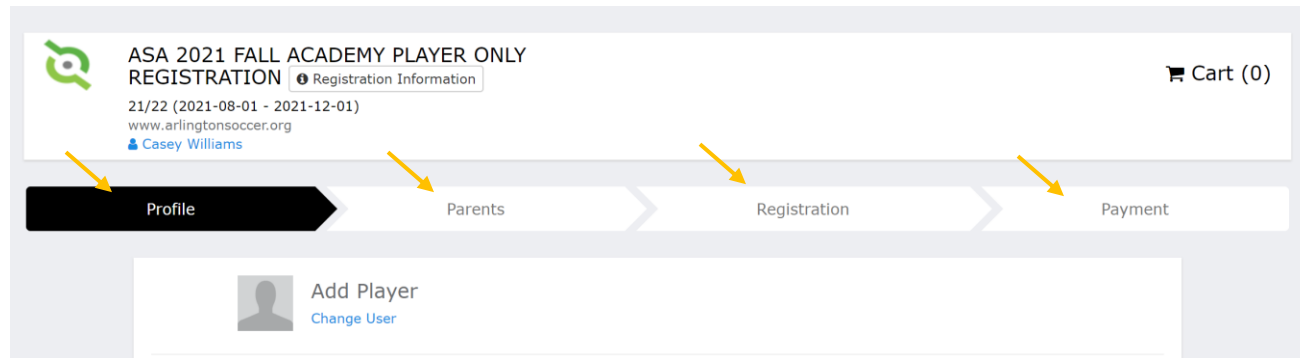 ASA 2021 FALL ACADEMY PLAYER ONLY
REGISTRATION Registration Information
Cart (0)
21/22 (2021-08-01 - 2021-12-01)
www.arlingtonsoccer.org
Casey Williams
Profile Parents Registration Payment
Add Player
Change User